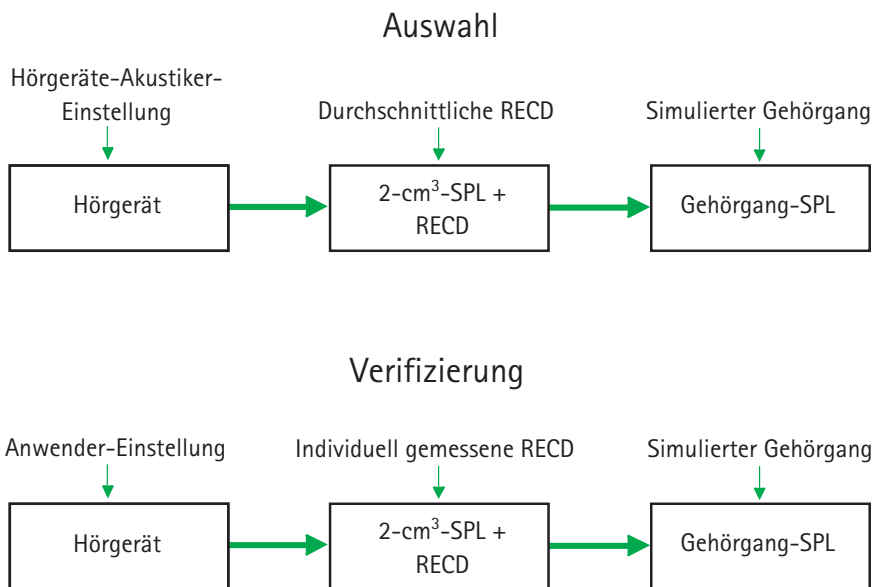 Auswahl
Hörgeräte-Akustiker-
Einstellung
Durchschnittliche RECD
Simulierter Gehörgang
Hörgerät
2-cm³-SPL +
RECD
Gehörgang-SPL
Verifizierung
Anwender-Einstellung
Individuell gemessene RECD
Simulierter Gehörgang
Hörgerät
2-cm³-SPL +
RECD
Gehörgang-SPL